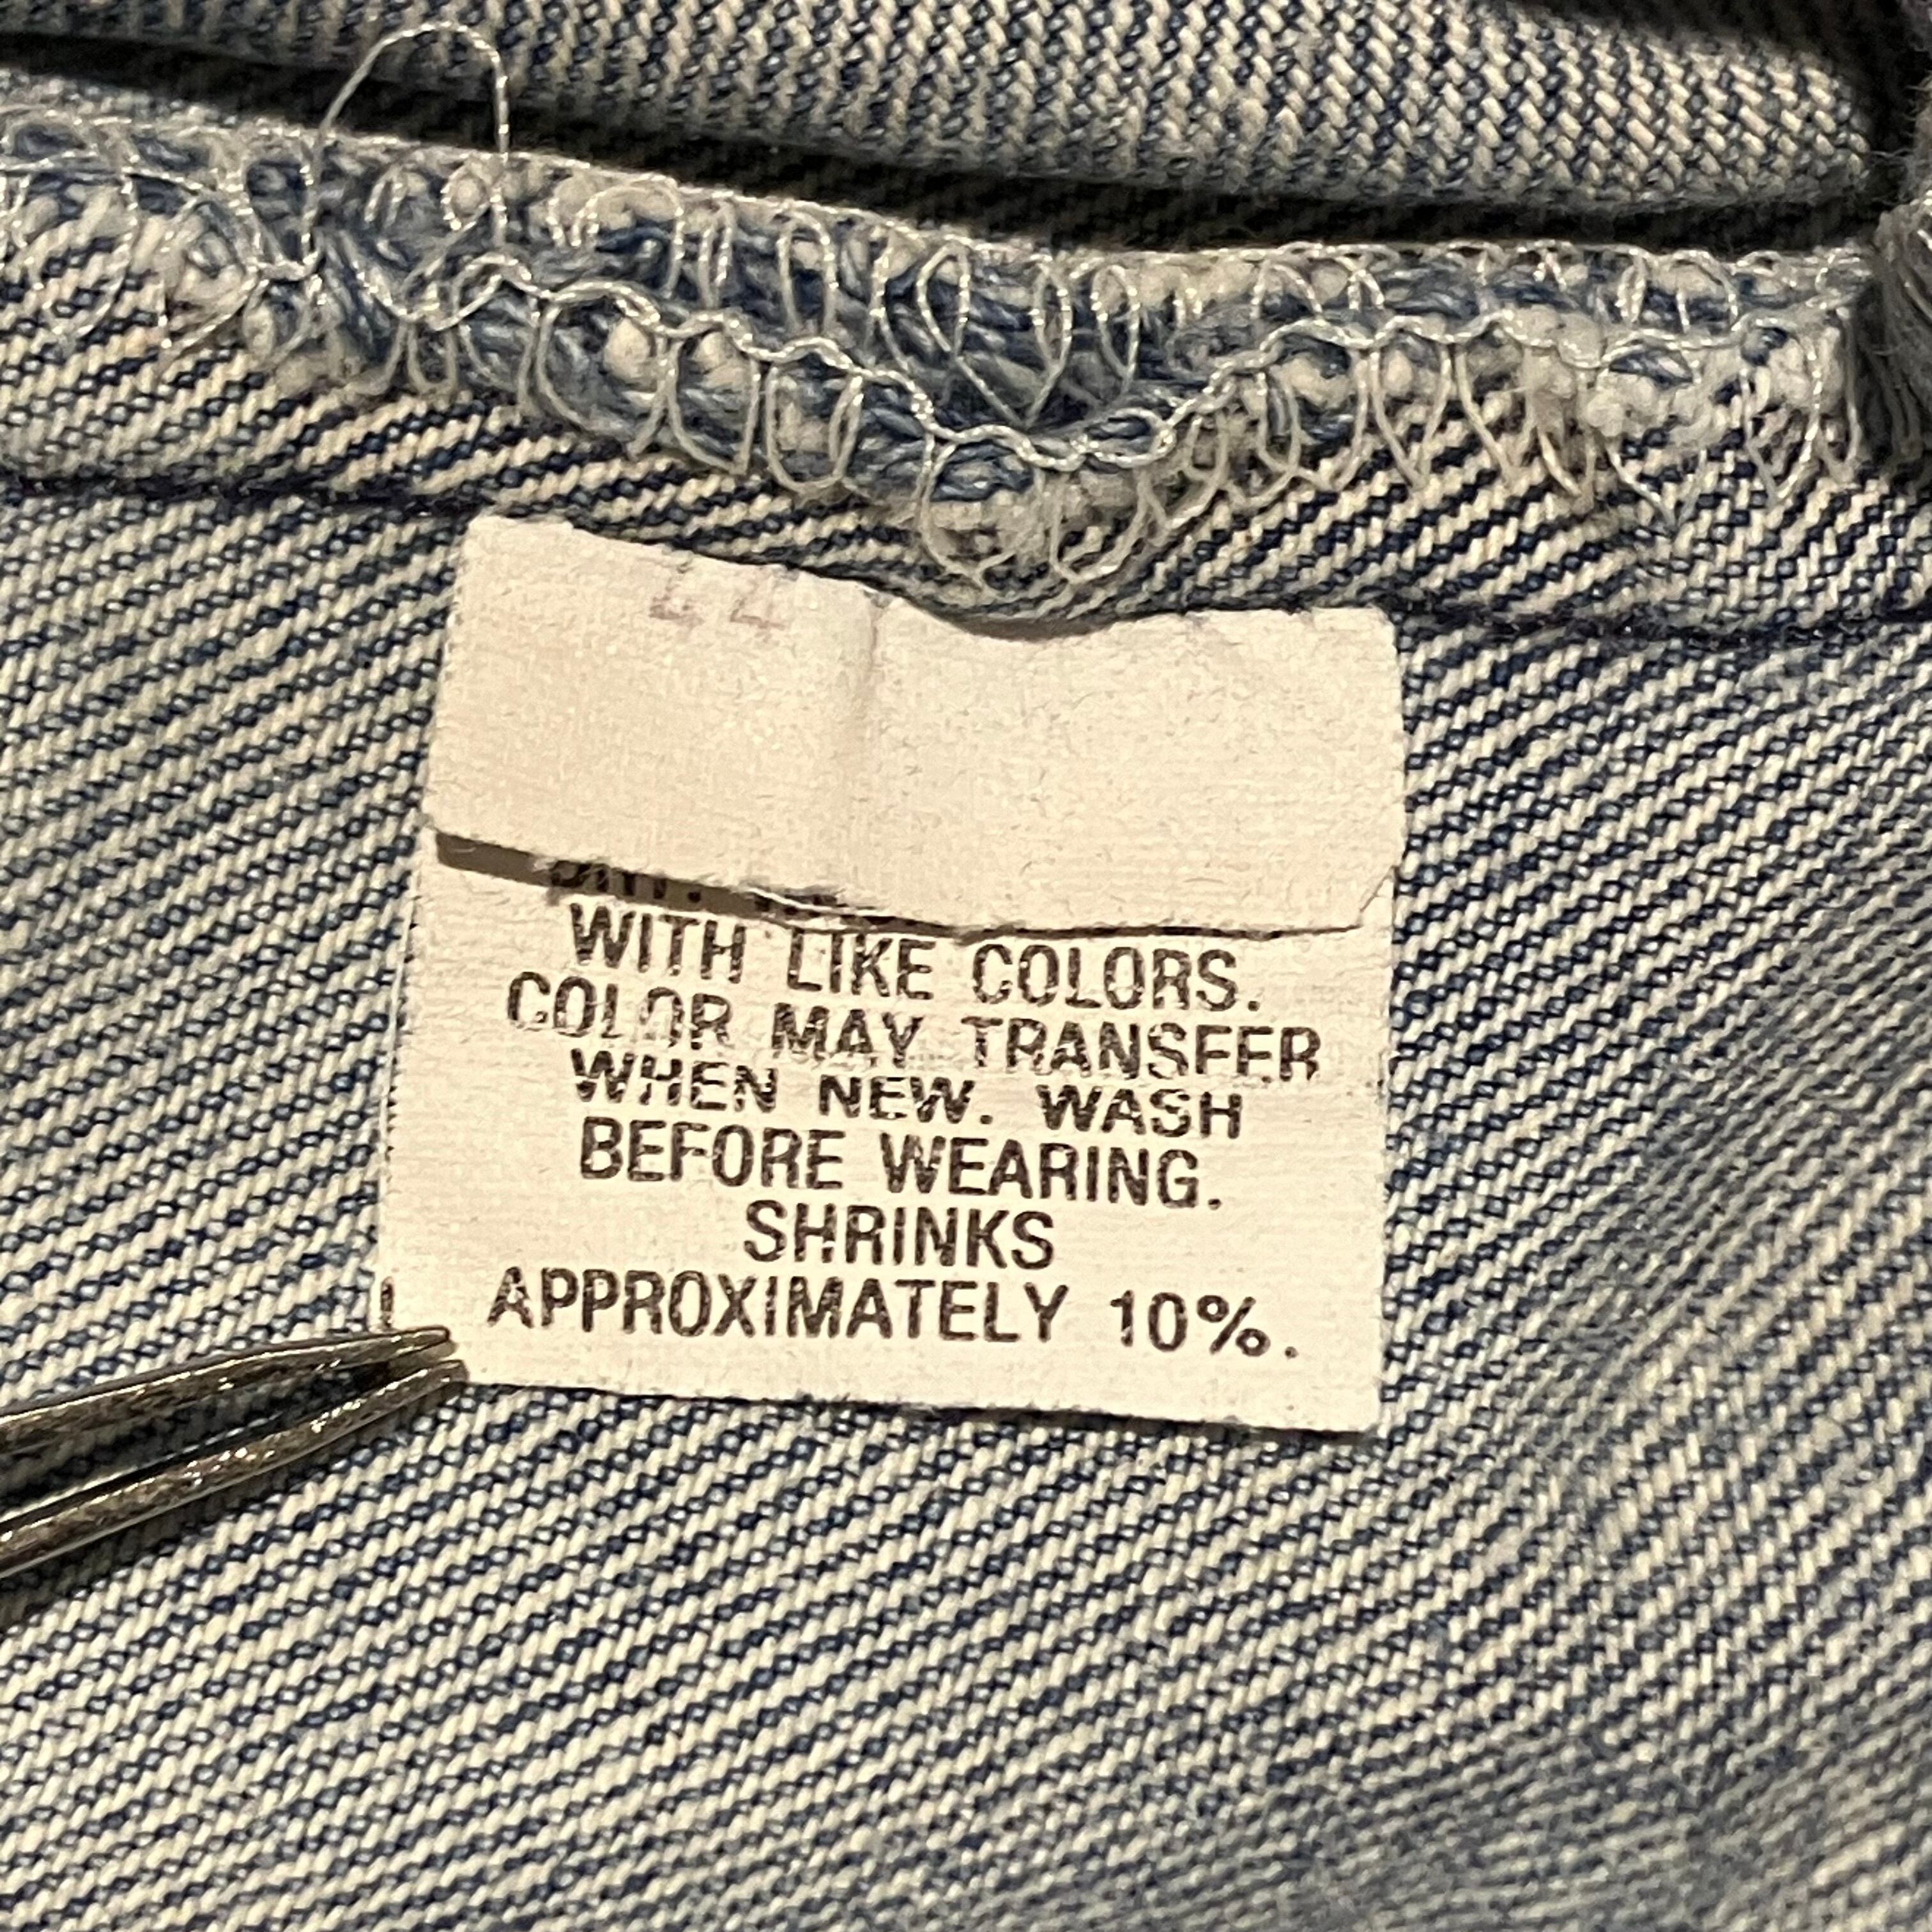 WITH LIKE COLORS.
COLOR MAY TRANSFER
WHEN NEW. WASH
BEFORE WEARING.
SHRINKS
APPROXIMATELY 10%.